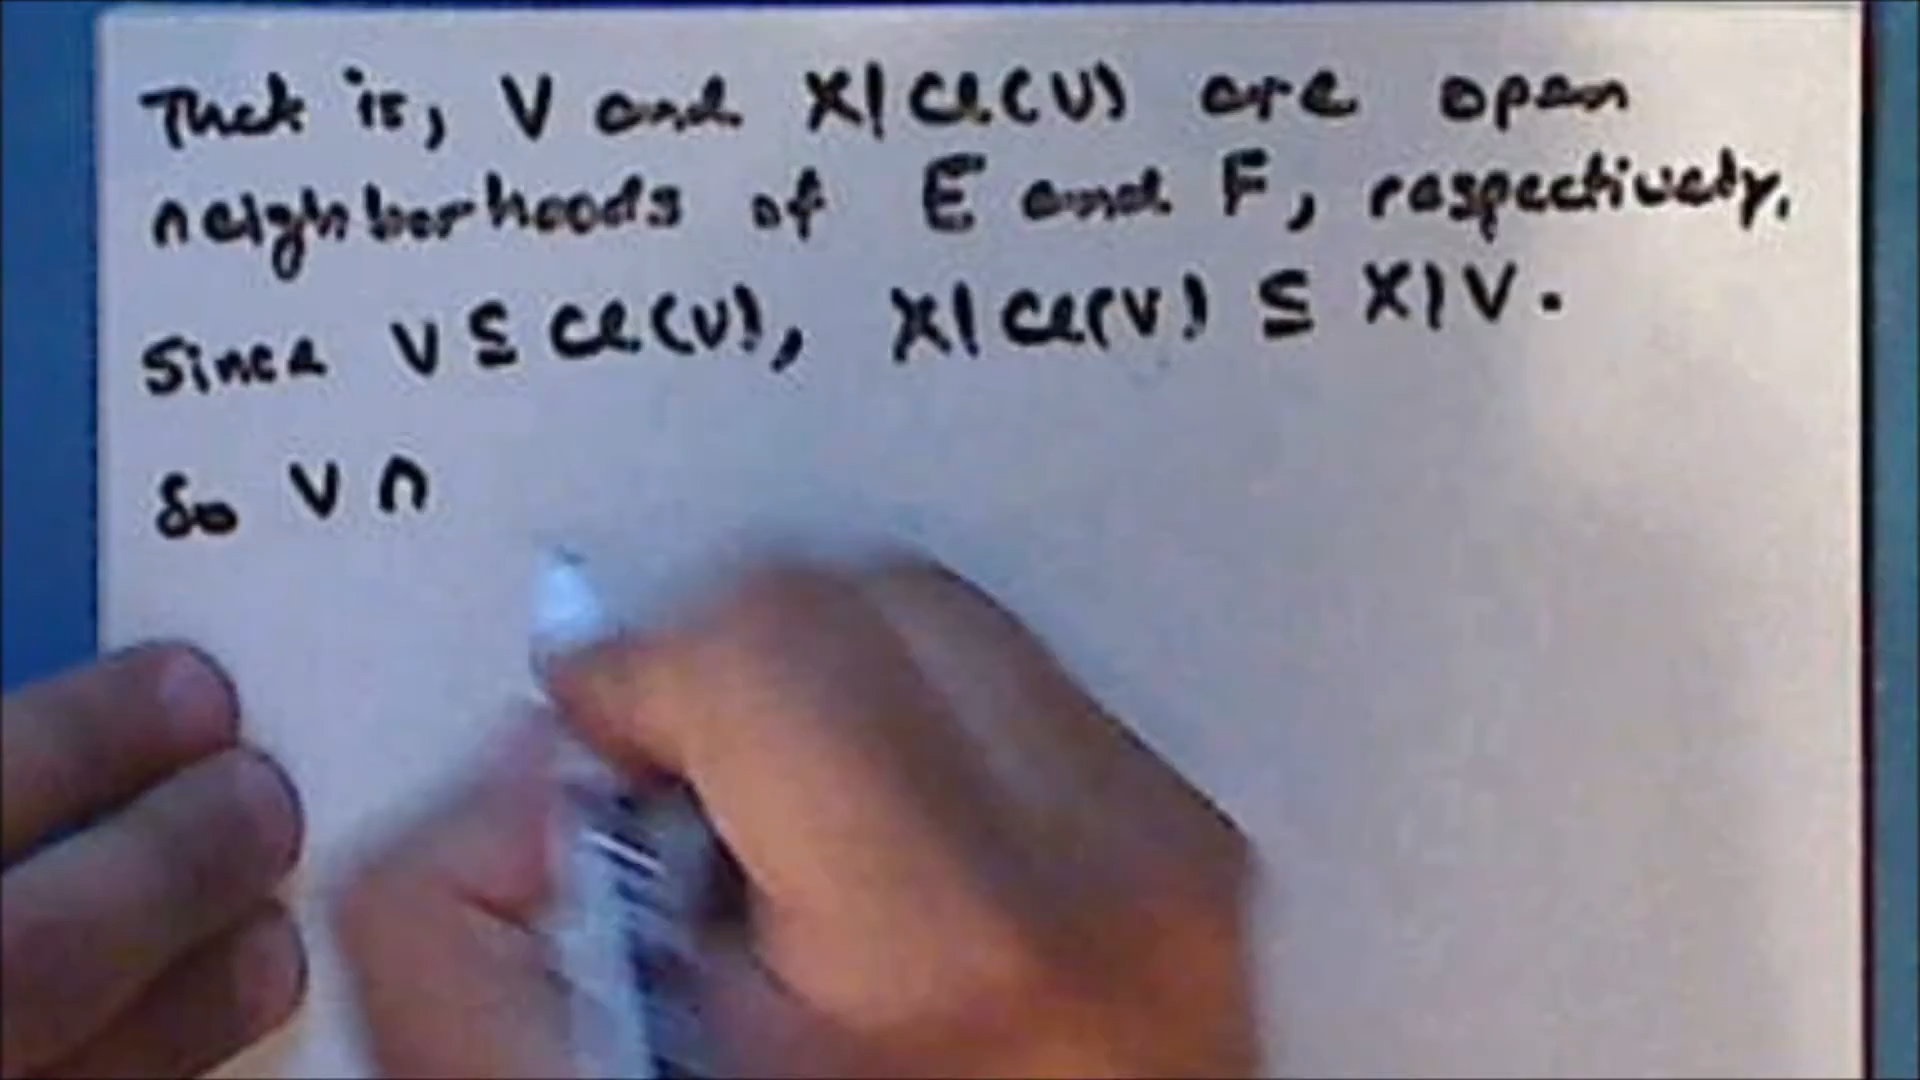 That is, V and X\Cl(V) are open
neighborhoods of E and F, respectively.
Since V ⊆ Cl(V), X\Cl(V) ⊆ X\V.
So V ∩